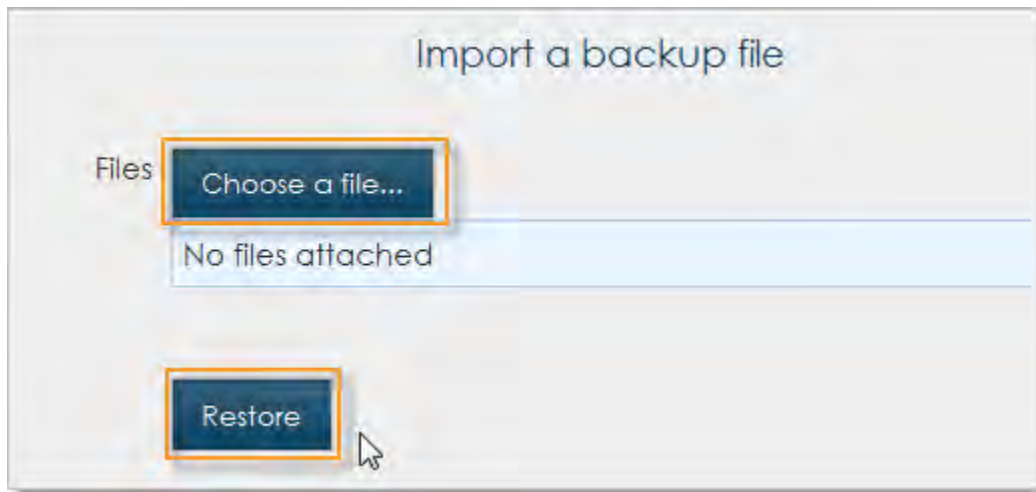 Import a backup file
Files
Choose a file...
No files attached
Restore